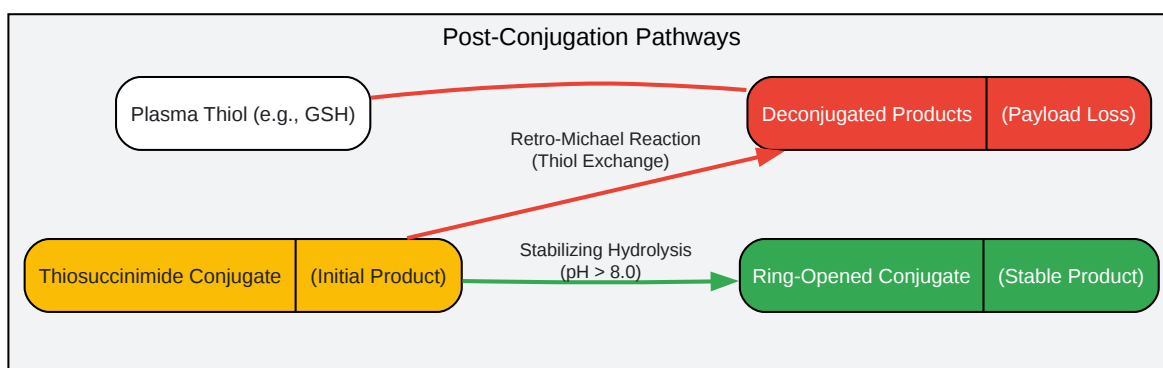 Post-Conjugation Pathways
Plasma Thiol (e.g., GSH)
Deconjugated Products
(Payload Loss)
Retro-Michael Reaction
(Thiol Exchange)
Thiosuccinimide Conjugate
(Initial Product)
Stabilizing Hydrolysis
(pH > 8.0)
Ring-Opened Conjugate
(Stable Product)